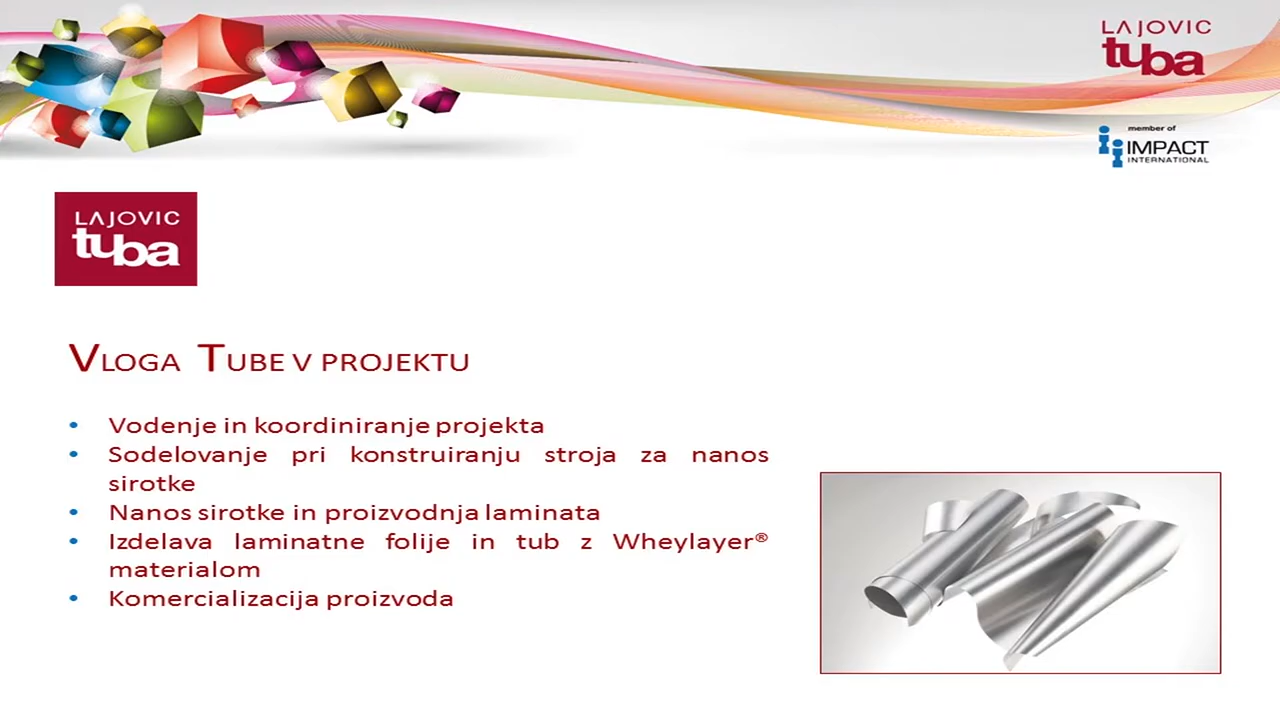 LAJOVIC
tuba
member of
IMPACT
INTERNATIONAL
LAJOVIC
tuba
VLOGA TUBE V PROJEKTU
• Vodenje in koordiniranje projekta
• Sodelovanje pri konstruiranju stroja za nanos
sirotke
• Nanos sirotke in proizvodnja laminata
• Izdelava laminatne folije in tub z Wheylayer®
materialom
• Komercializacija proizvoda